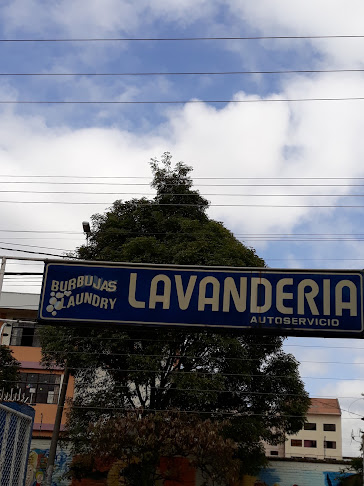 BURBUJAS
LAUNDRY
LAVANDERIA
AUTOSERVICIO